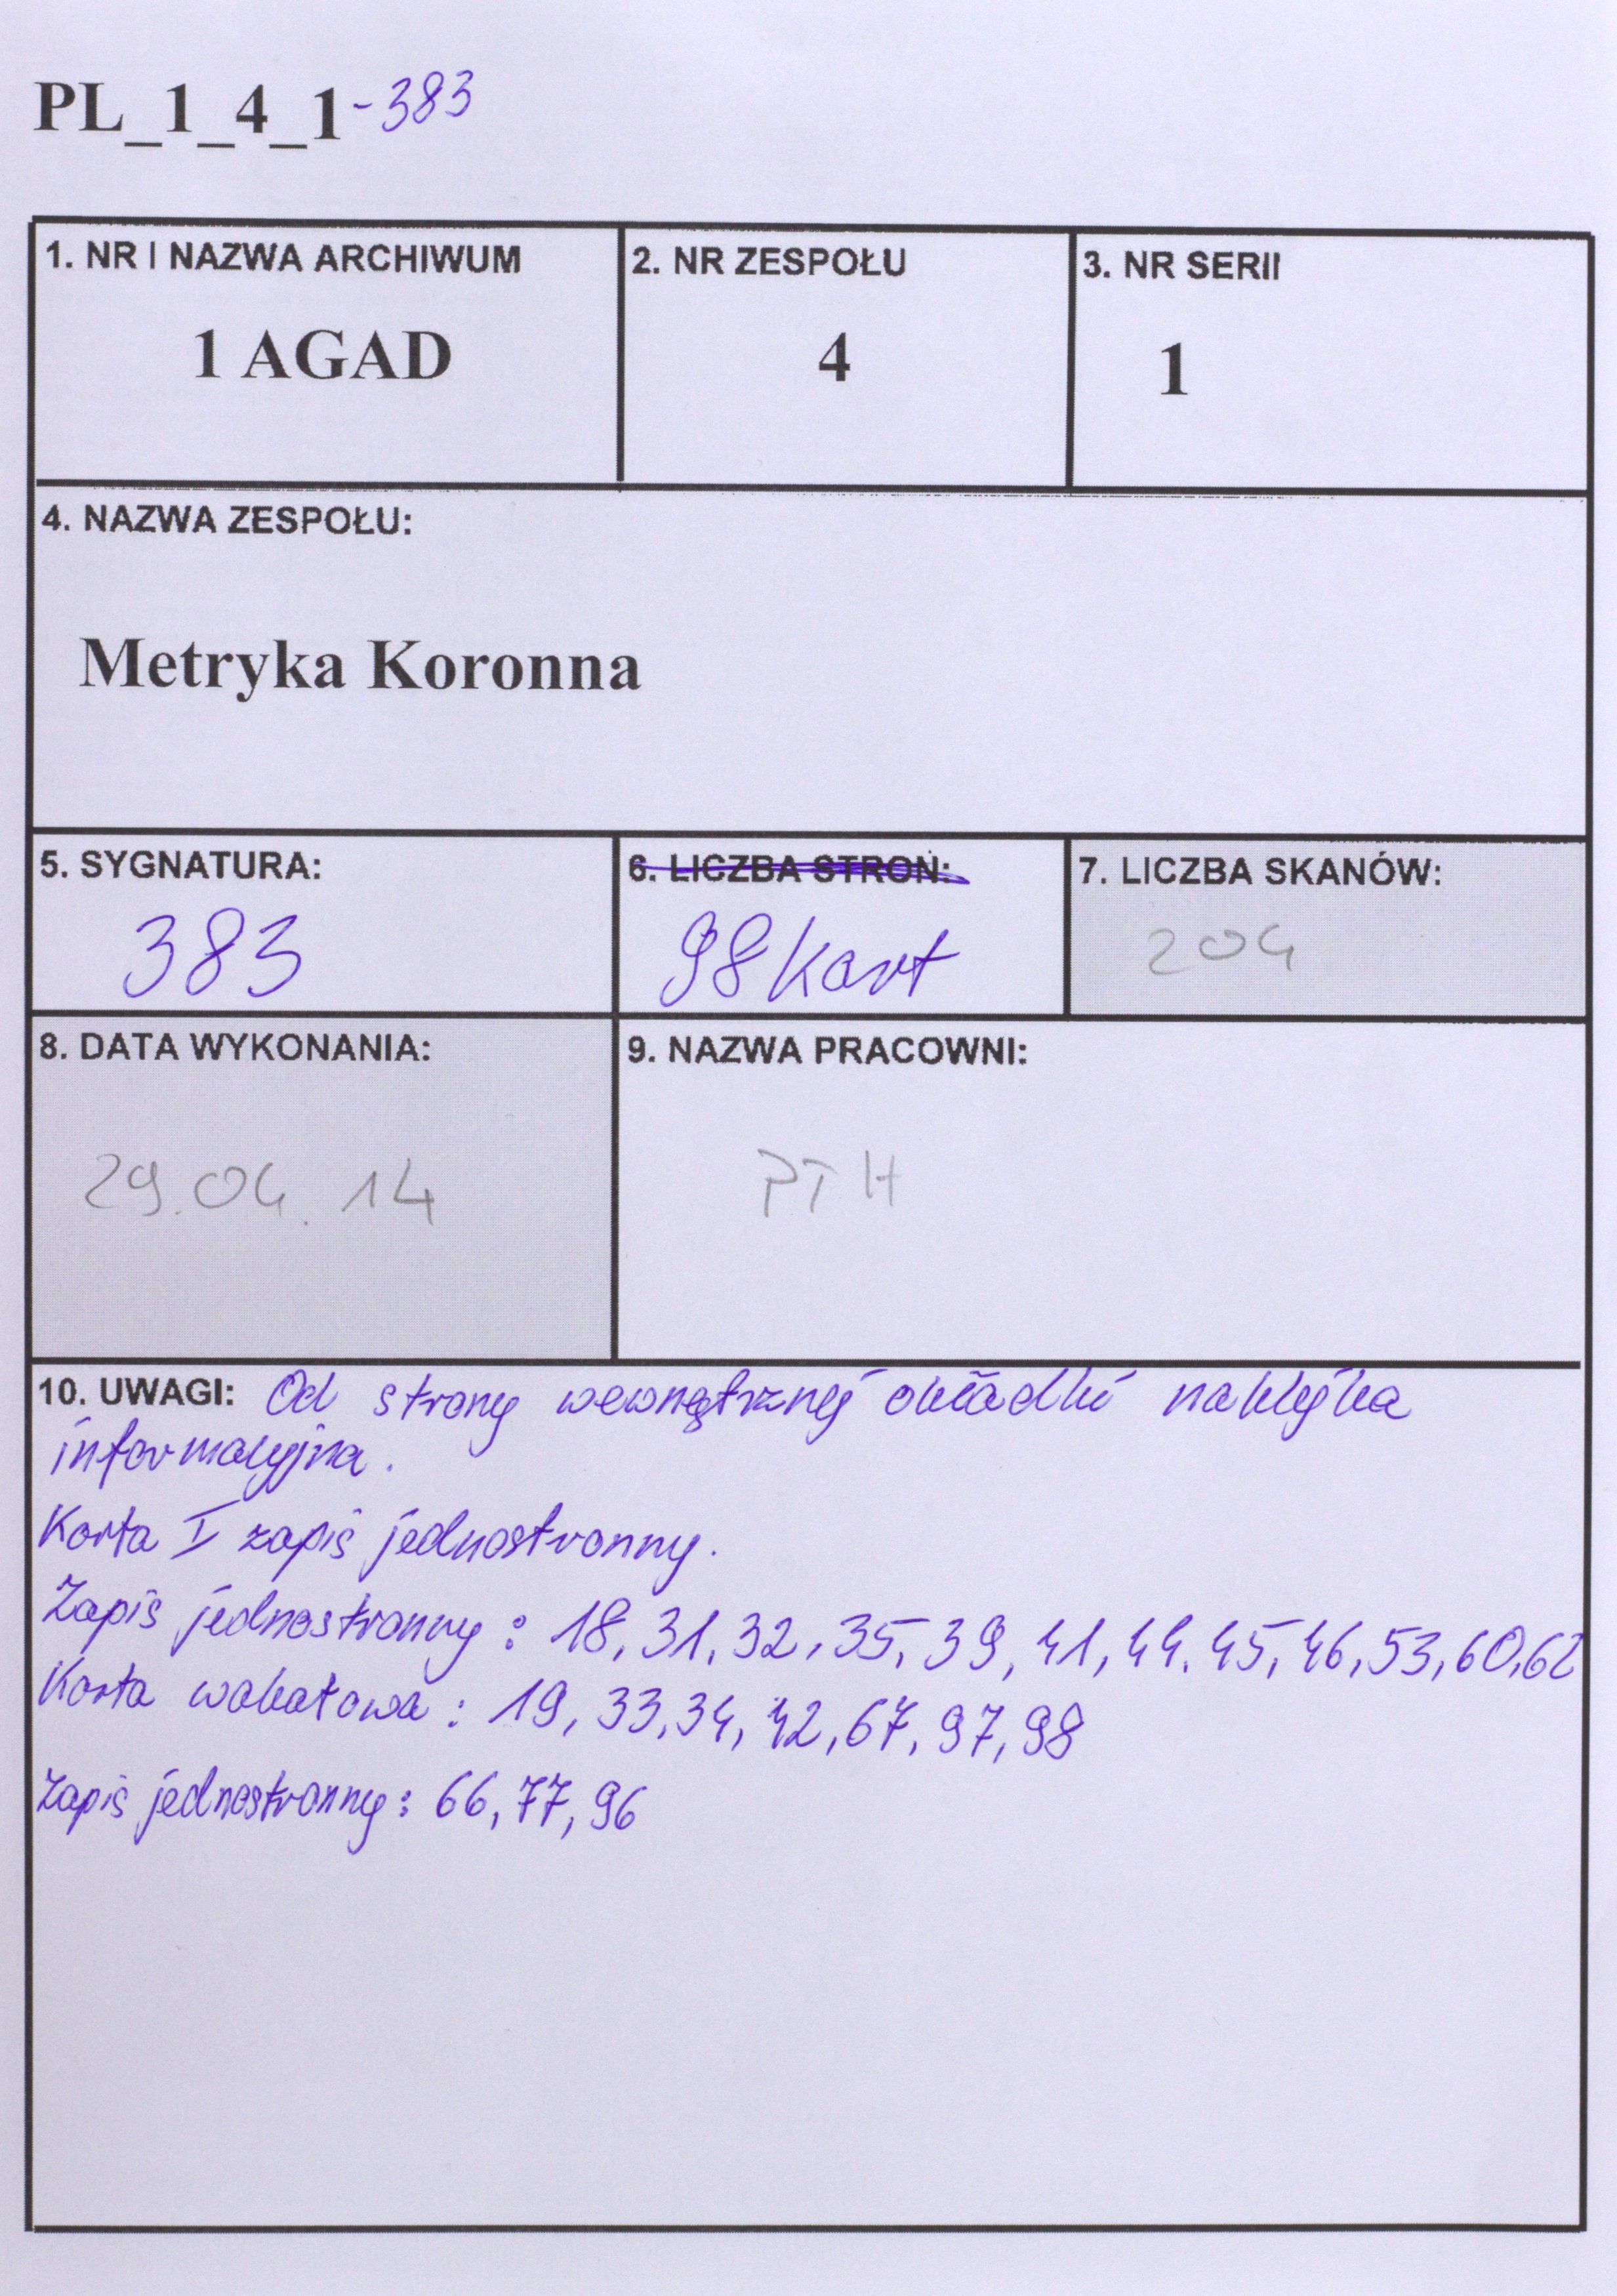 PL_1_4_1-383
1. NR I NAZWA ARCHIWUM
1 AGAD
2. NR ZESPOŁU
4
3. NR SERII
1
4. NAZWA ZESPOŁU:
Metryka Koronna
5. SYGNATURA:
383
6. LICZBA STRON:
98 kart
7. LICZBA SKANÓW:
204
8. DATA WYKONANIA:
29.04.14
9. NAZWA PRACOWNI:
PTH
10. UWAGI: Od strony wewnętrznej okładki naklejka
informacyjna.
Karta I zapis jednostronny.
Zapis jednostronny: 18, 31, 32, 35, 39, 41, 44, 45, 46, 53, 60, 62
Karta wakatowa: 19, 33, 34, 42, 67, 97, 98
Zapis jednostronny: 66, 77, 96